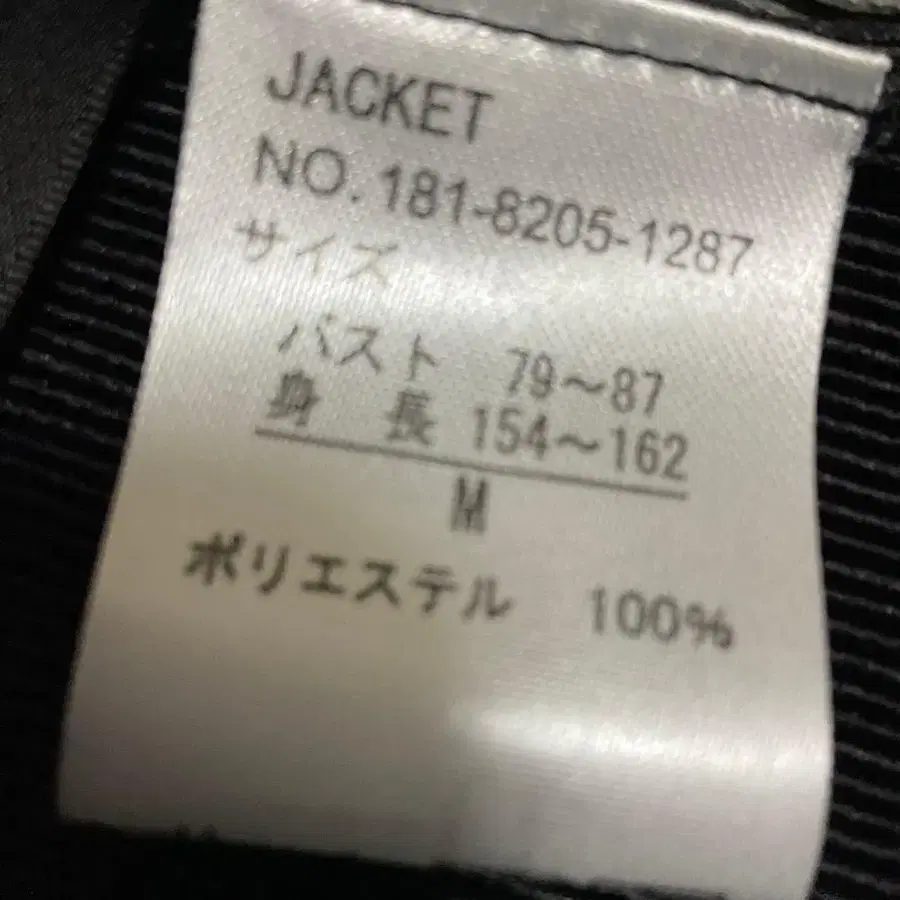 JACKET
NO. 181-8205-1287
サイズ
バスト 79～87
身 長 154～162
M
ポリエステル 100%